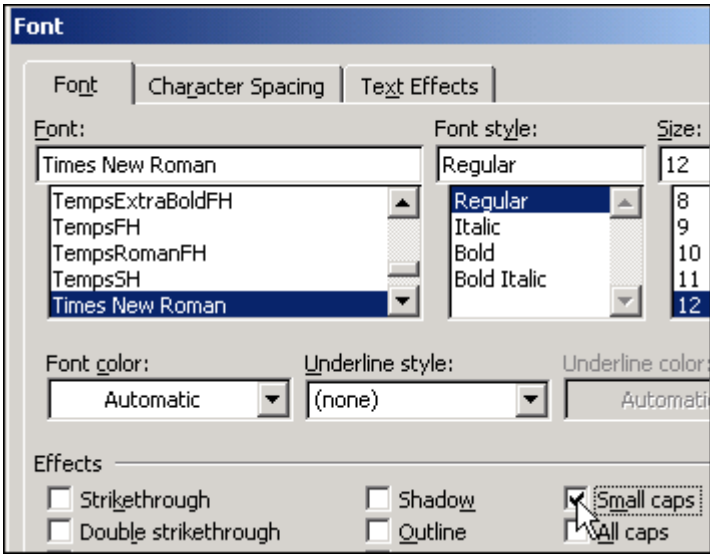 Font
Font Character Spacing Text Effects
Font: Font style: Size:
Times New Roman Regular 12
TempsExtraBoldFH Regular 8
TempsFH Italic 9
TempsRomanFH Bold 10
TempsSH Bold Italic 11
Times New Roman 12
Font color: Underline style: Underline color:
Automatic (none) Automati
Effects
Strikethrough Shadow Small caps
Double strikethrough Outline All caps